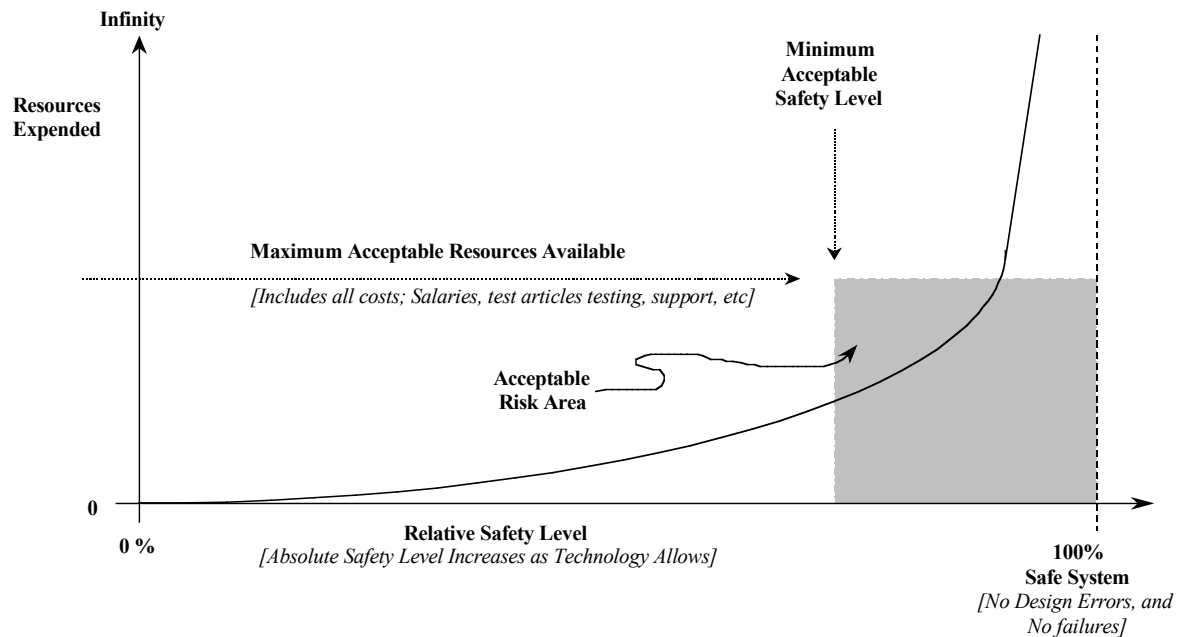 Infinity
Resources
Expended
Minimum
Acceptable
Safety Level
Maximum Acceptable Resources Available
[Includes all costs; Salaries, test articles testing, support, etc]
Acceptable
Risk Area
0
0 %
Relative Safety Level
[Absolute Safety Level Increases as Technology Allows]
100%
Safe System
[No Design Errors, and
No failures]